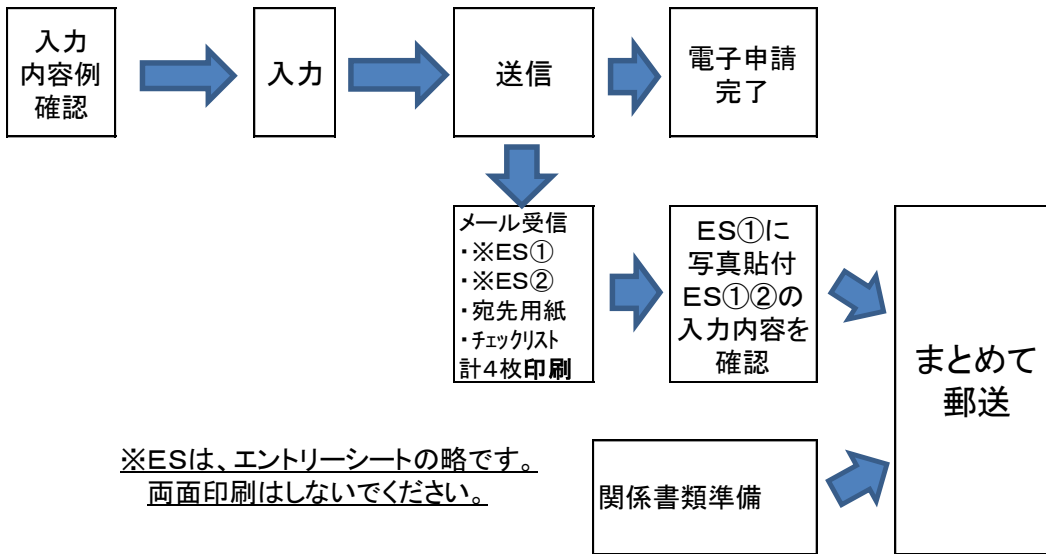 入力
内容例
確認
入力
送信
電子申請
完了
メール受信
・※ES①
・※ES②
・宛先用紙
・チェックリスト
計4枚印刷
ES①に
写真貼付
ES①②の
入力内容を
確認
まとめて
郵送
※ESは、エントリーシートの略です。
両面印刷はしないでください。
関係書類準備